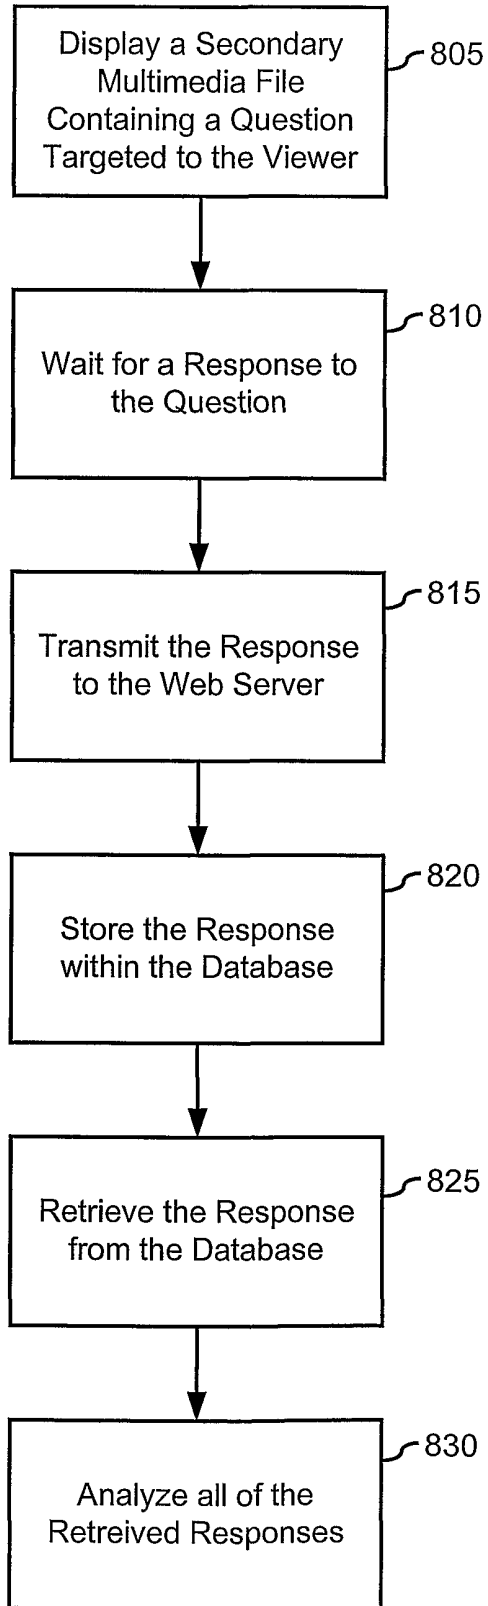 Display a Secondary
Multimedia File
Containing a Question
Targeted to the Viewer
805
Wait for a Response to
the Question
810
Transmit the Response
to the Web Server
815
Store the Response
within the Database
820
Retrieve the Response
from the Database
825
Analyze all of the
Retreived Responses
830